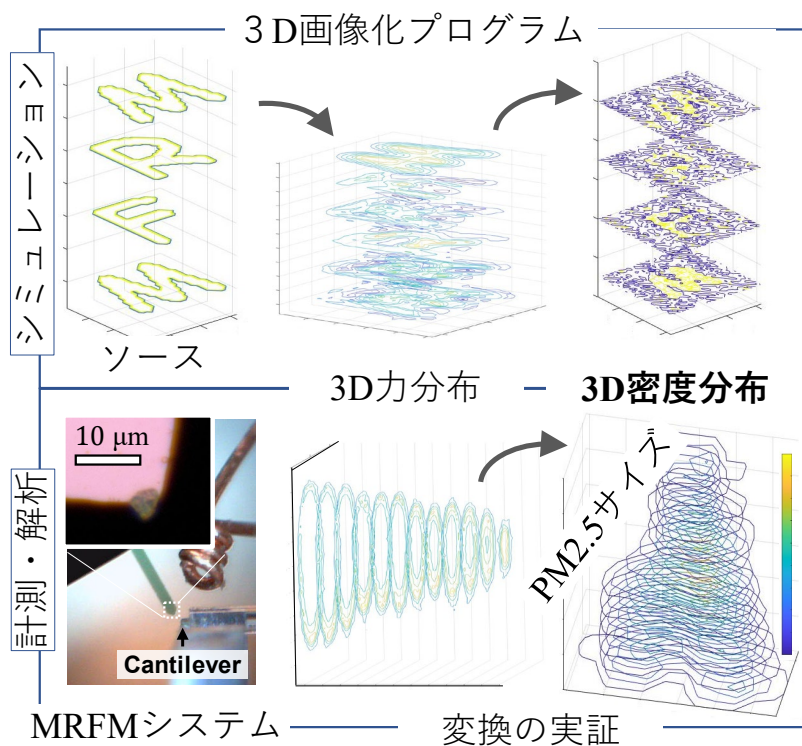 3D画像化プログラム
シミュレーション
M
R
F
M
ソース
3D力分布
3D密度分布
計測・解析
10 μm
Cantilever
PM2.5サイズ
MRFMシステム
変換の実証